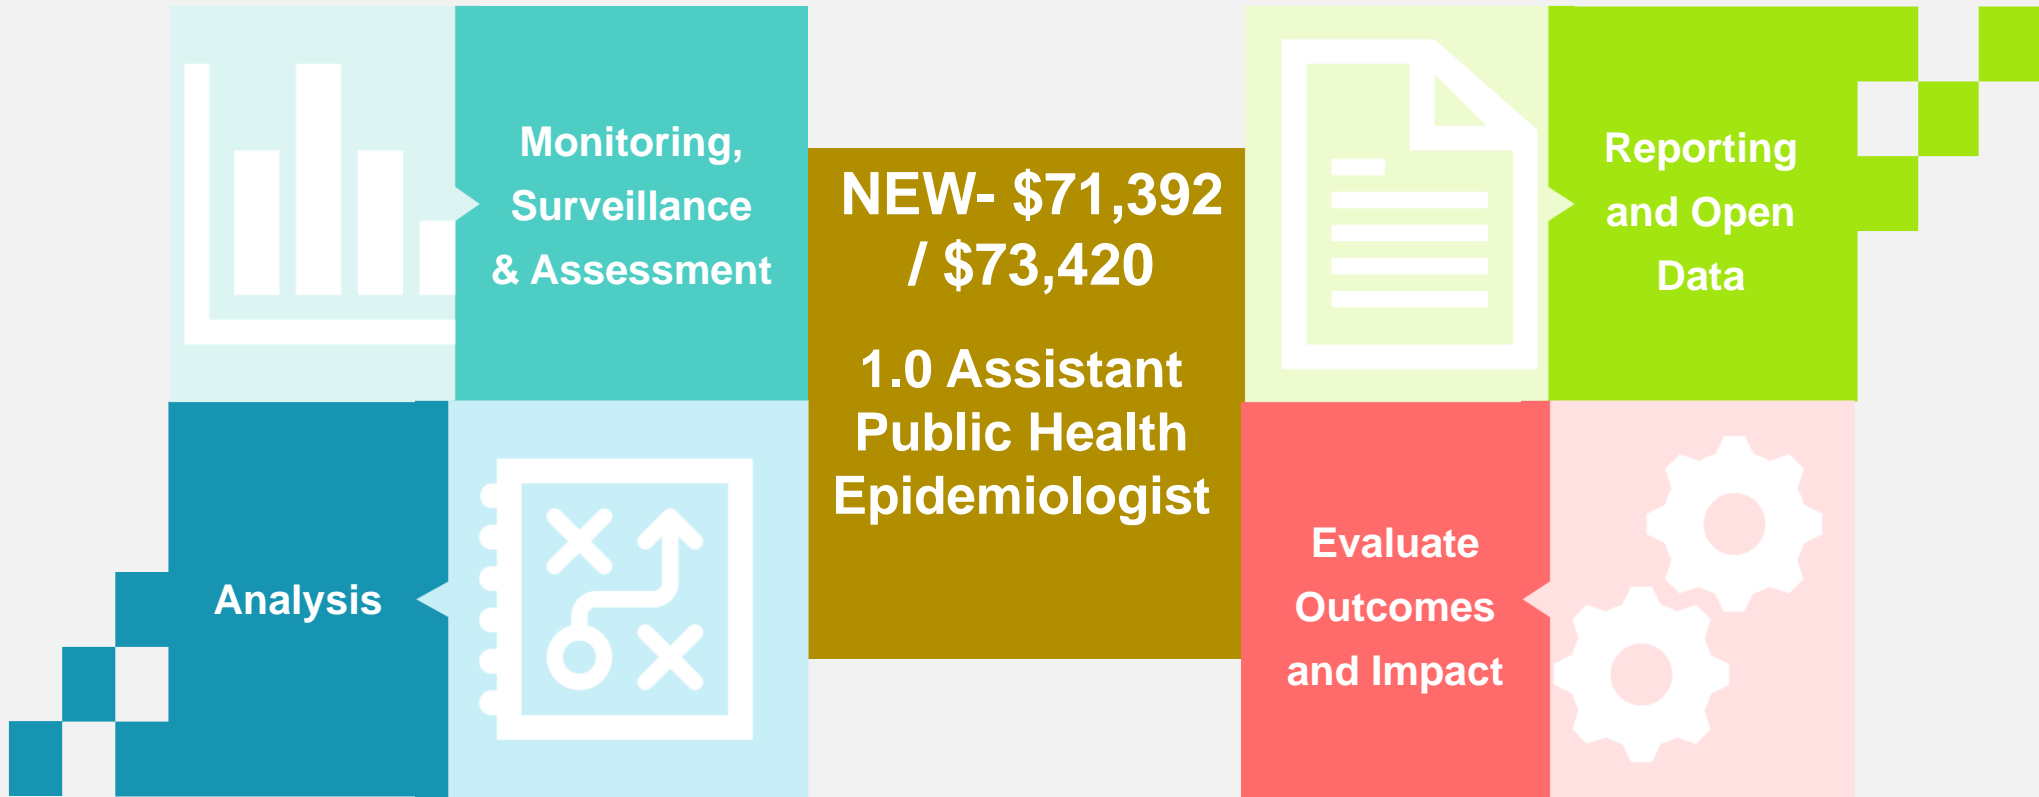 Monitoring,
Surveillance
& Assessment
NEW- $71,392
/ $73,420
1.0 Assistant
Public Health
Epidemiologist
Reporting
and Open
Data
Analysis
Evaluate
Outcomes
and Impact